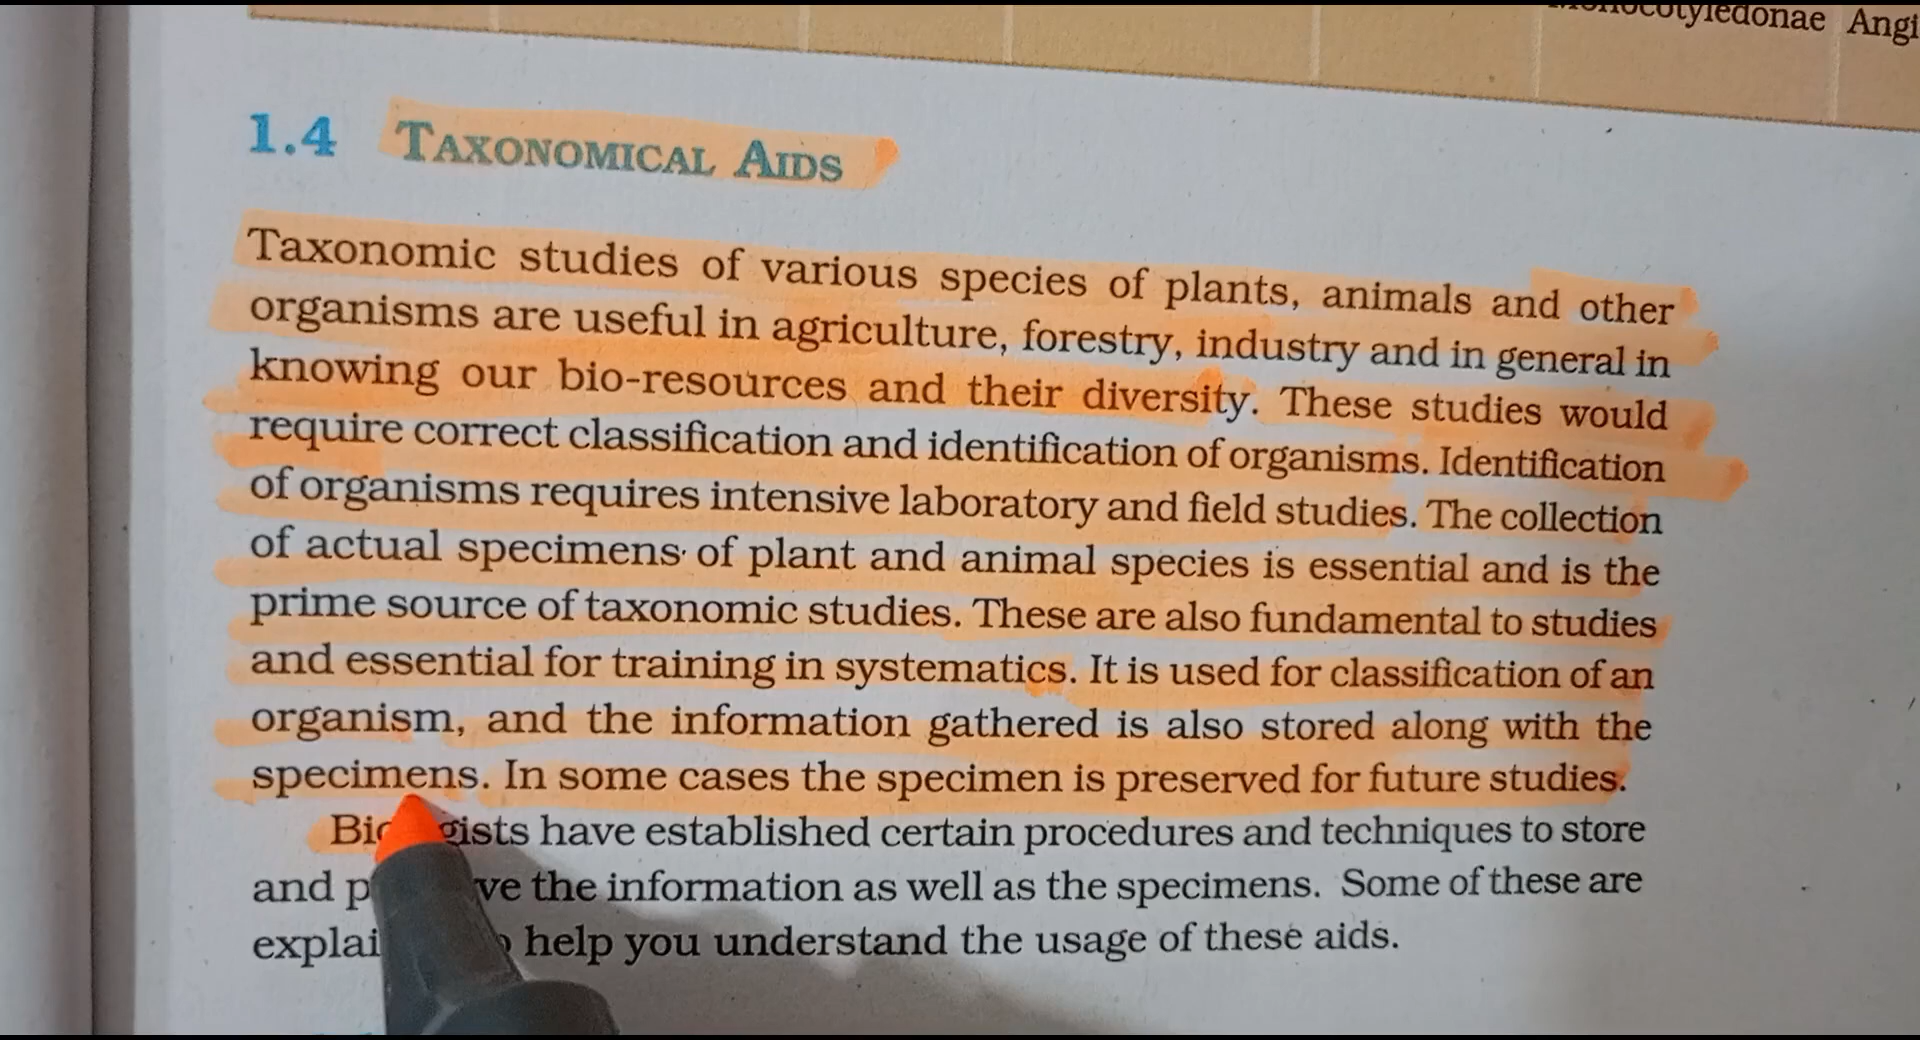 Monocotyledonae Angi
1.4 TAXONOMICAL AIDS
Taxonomic studies of various species of plants, animals and other
organisms are useful in agriculture, forestry, industry and in general in
knowing our bio-resources and their diversity. These studies would
require correct classification and identification of organisms. Identification
of organisms requires intensive laboratory and field studies. The collection
of actual specimens of plant and animal species is essential and is the
prime source of taxonomic studies. These are also fundamental to studies
and essential for training in systematics. It is used for classification of an
organism, and the information gathered is also stored along with the
specimens. In some cases the specimen is preserved for future studies.
have established certain procedures and techniques to store
and the information as well as the specimens. Some of these are
help you understand the usage of these aids.